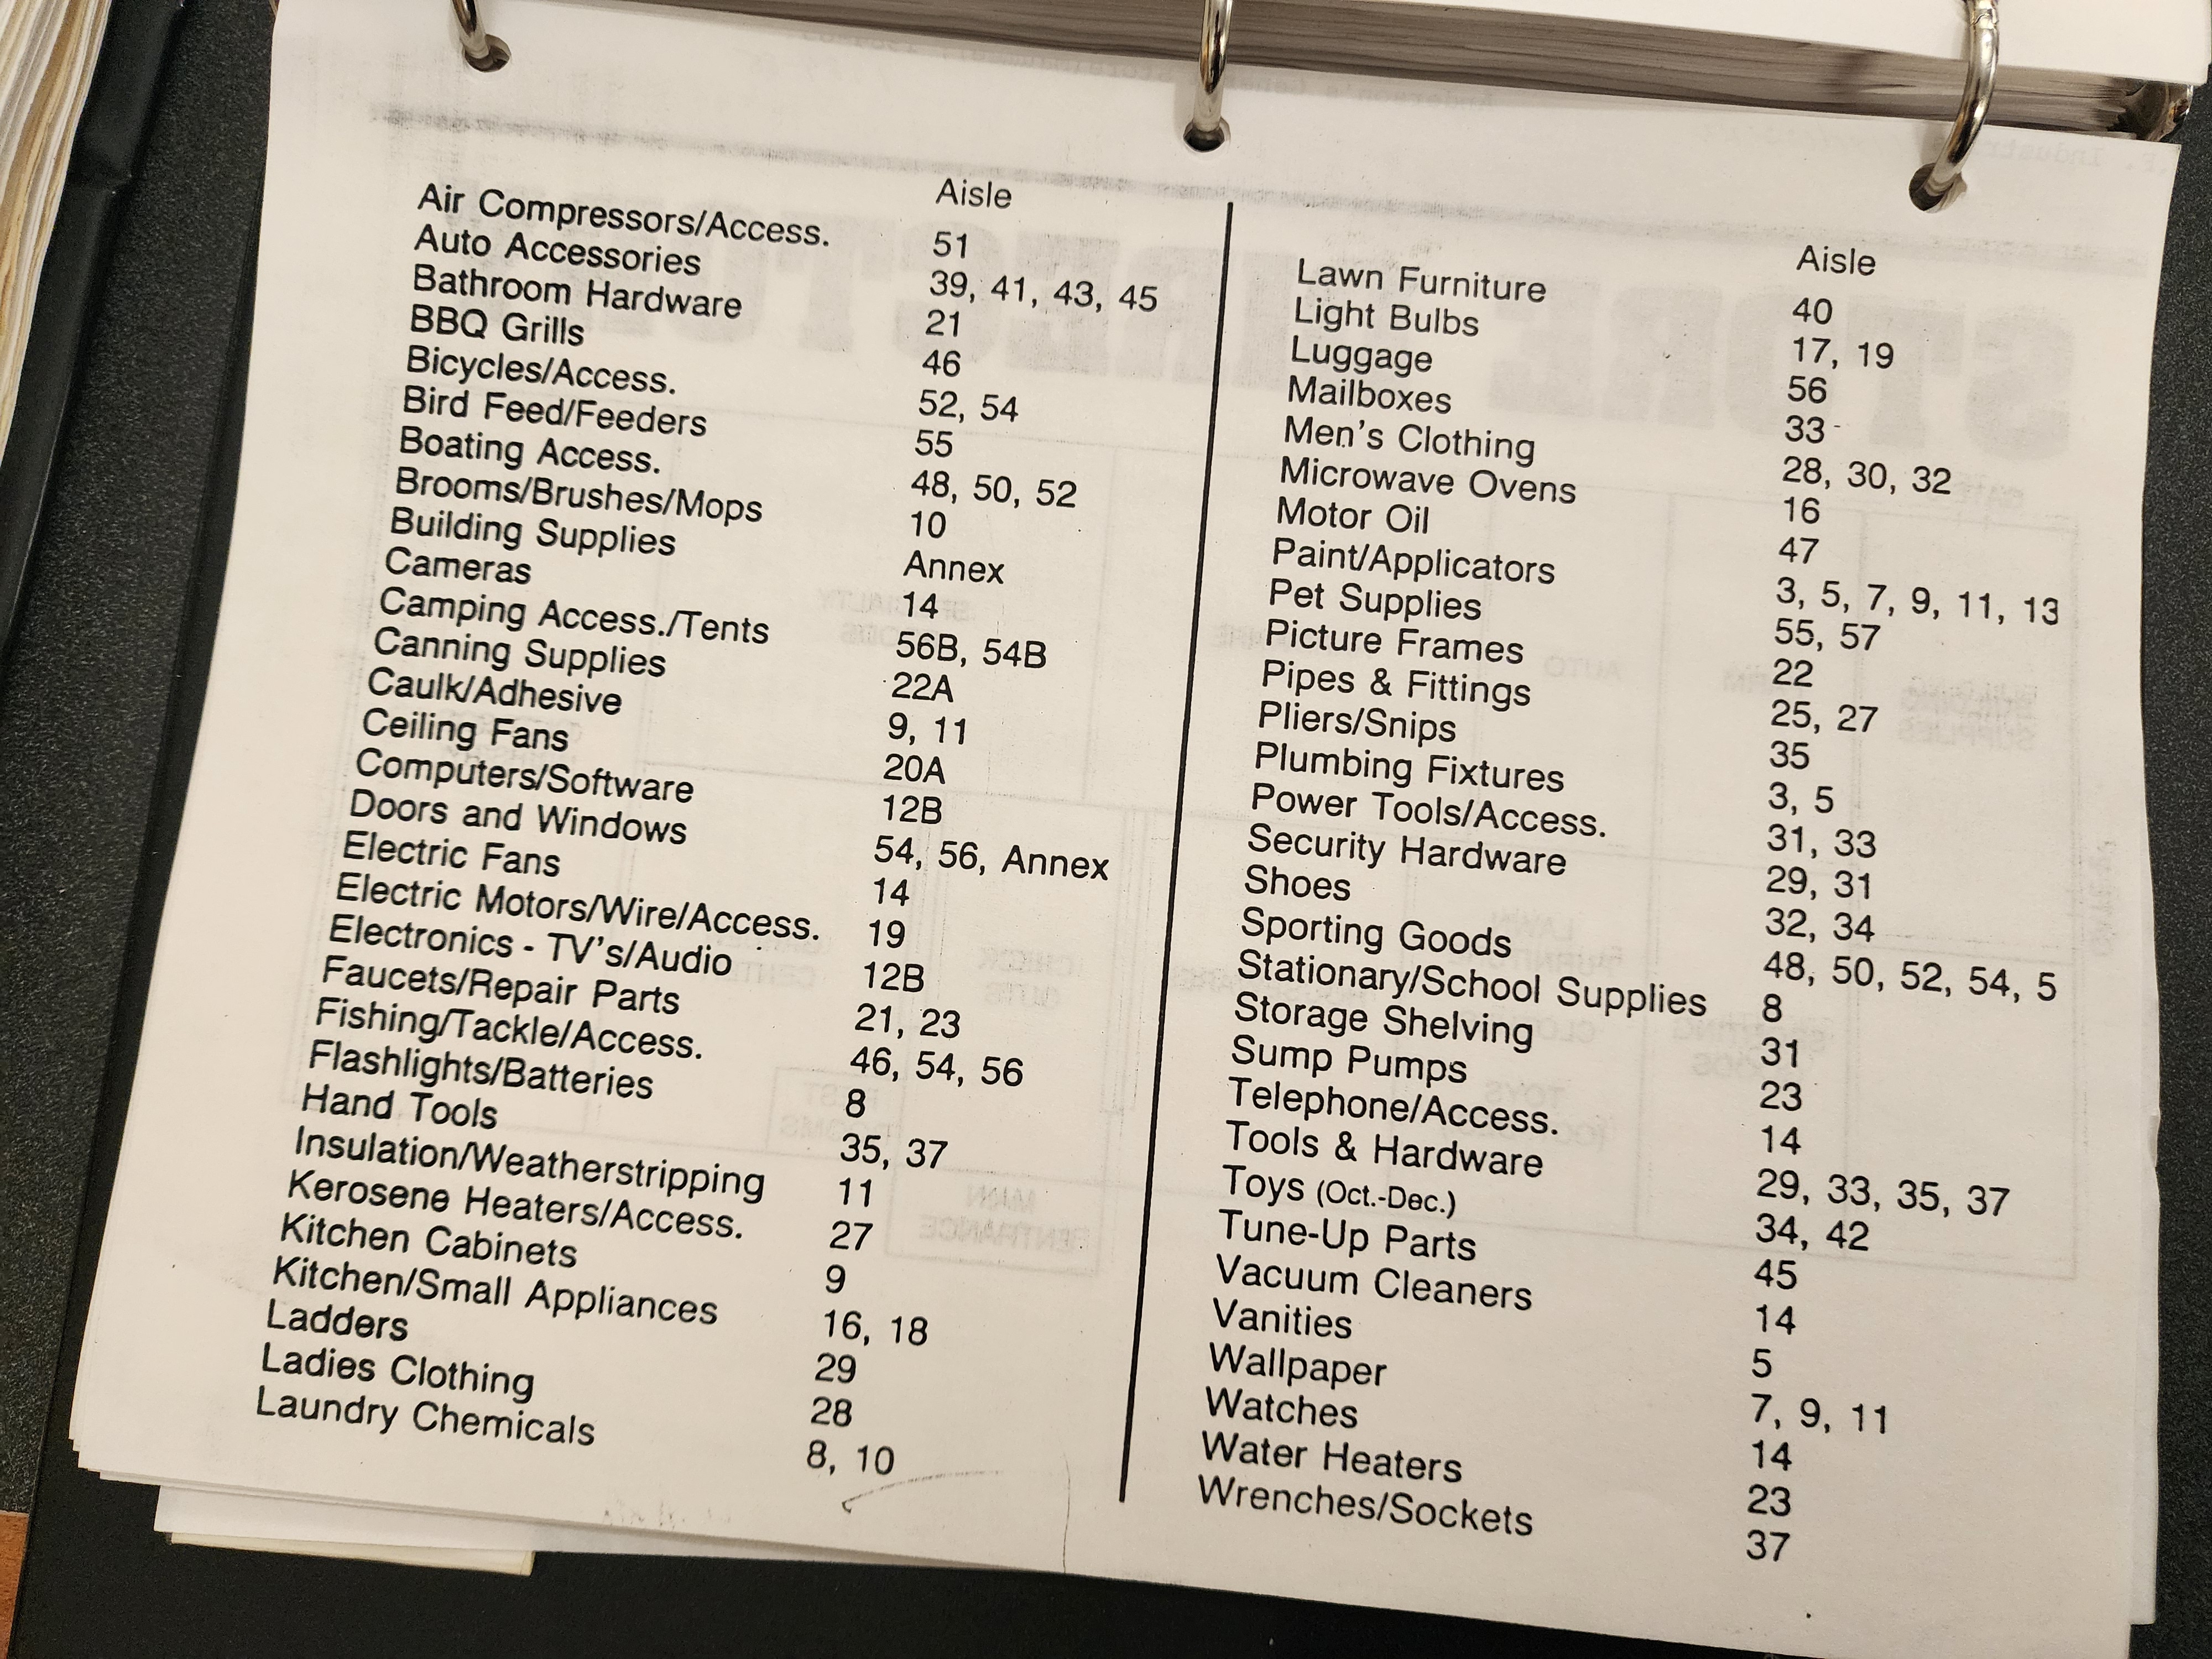 Aisle
Air Compressors/Access. 51
Auto Accessories 39, 41, 43, 45
Bathroom Hardware 21
BBQ Grills 46
Bicycles/Access. 52, 54
Bird Feed/Feeders 55
Boating Access. 48, 50, 52
Brooms/Brushes/Mops 10
Building Supplies Annex
Cameras 14
Camping Access./Tents 56B, 54B
Canning Supplies 22A
Caulk/Adhesive 9, 11
Ceiling Fans 20A
Computers/Software 12B
Doors and Windows 54, 56, Annex
Electric Fans 14
Electric Motors/Wire/Access. 19
Electronics - TV's/Audio 12B
Faucets/Repair Parts 21, 23
Fishing/Tackle/Access. 46, 54, 56
Flashlights/Batteries 8
Hand Tools 35, 37
Insulation/Weatherstripping 11
Kerosene Heaters/Access. 27
Kitchen Cabinets 9
Kitchen/Small Appliances 16, 18
Ladders 29
Ladies Clothing 28
Laundry Chemicals 8, 10
Aisle
Lawn Furniture 40
Light Bulbs 17, 19
Luggage 56
Mailboxes 33
Men's Clothing 28, 30, 32
Microwave Ovens 16
Motor Oil 47
Paint/Applicators 3, 5, 7, 9, 11, 13
Pet Supplies 55, 57
Picture Frames 22
Pipes & Fittings 25, 27
Pliers/Snips 35
Plumbing Fixtures 3, 5
Power Tools/Access. 31, 33
Security Hardware 29, 31
Shoes 32, 34
Sporting Goods 48, 50, 52, 54, 5
Stationary/School Supplies 8
Storage Shelving 31
Sump Pumps 23
Telephone/Access. 14
Tools & Hardware 29, 33, 35, 37
Toys (Oct.-Dec.) 34, 42
Tune-Up Parts 45
Vacuum Cleaners 14
Vanities 5
Wallpaper 7, 9, 11
Watches 14
Water Heaters 23
Wrenches/Sockets 37